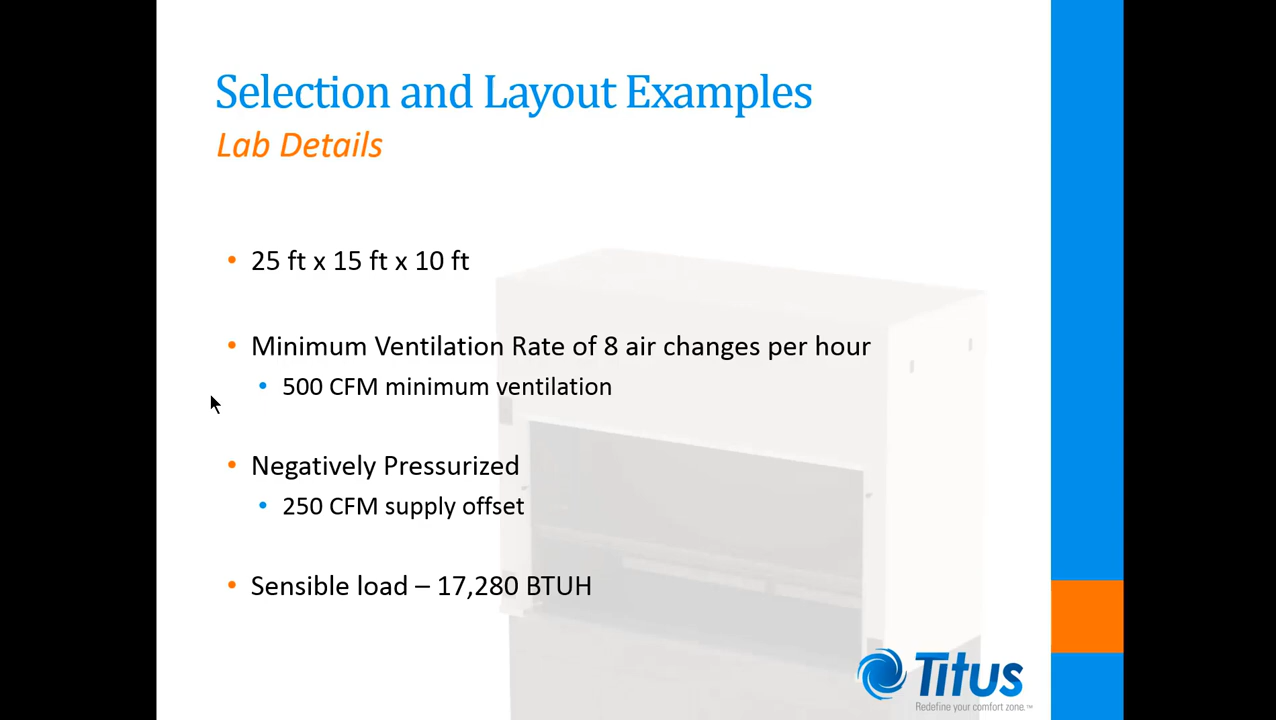 Selection and Layout Examples
Lab Details
• 25 ft x 15 ft x 10 ft
• Minimum Ventilation Rate of 8 air changes per hour
• 500 CFM minimum ventilation
• Negatively Pressurized
• 250 CFM supply offset
• Sensible load – 17,280 BTUH
Titus
Redefine your comfort zone.™